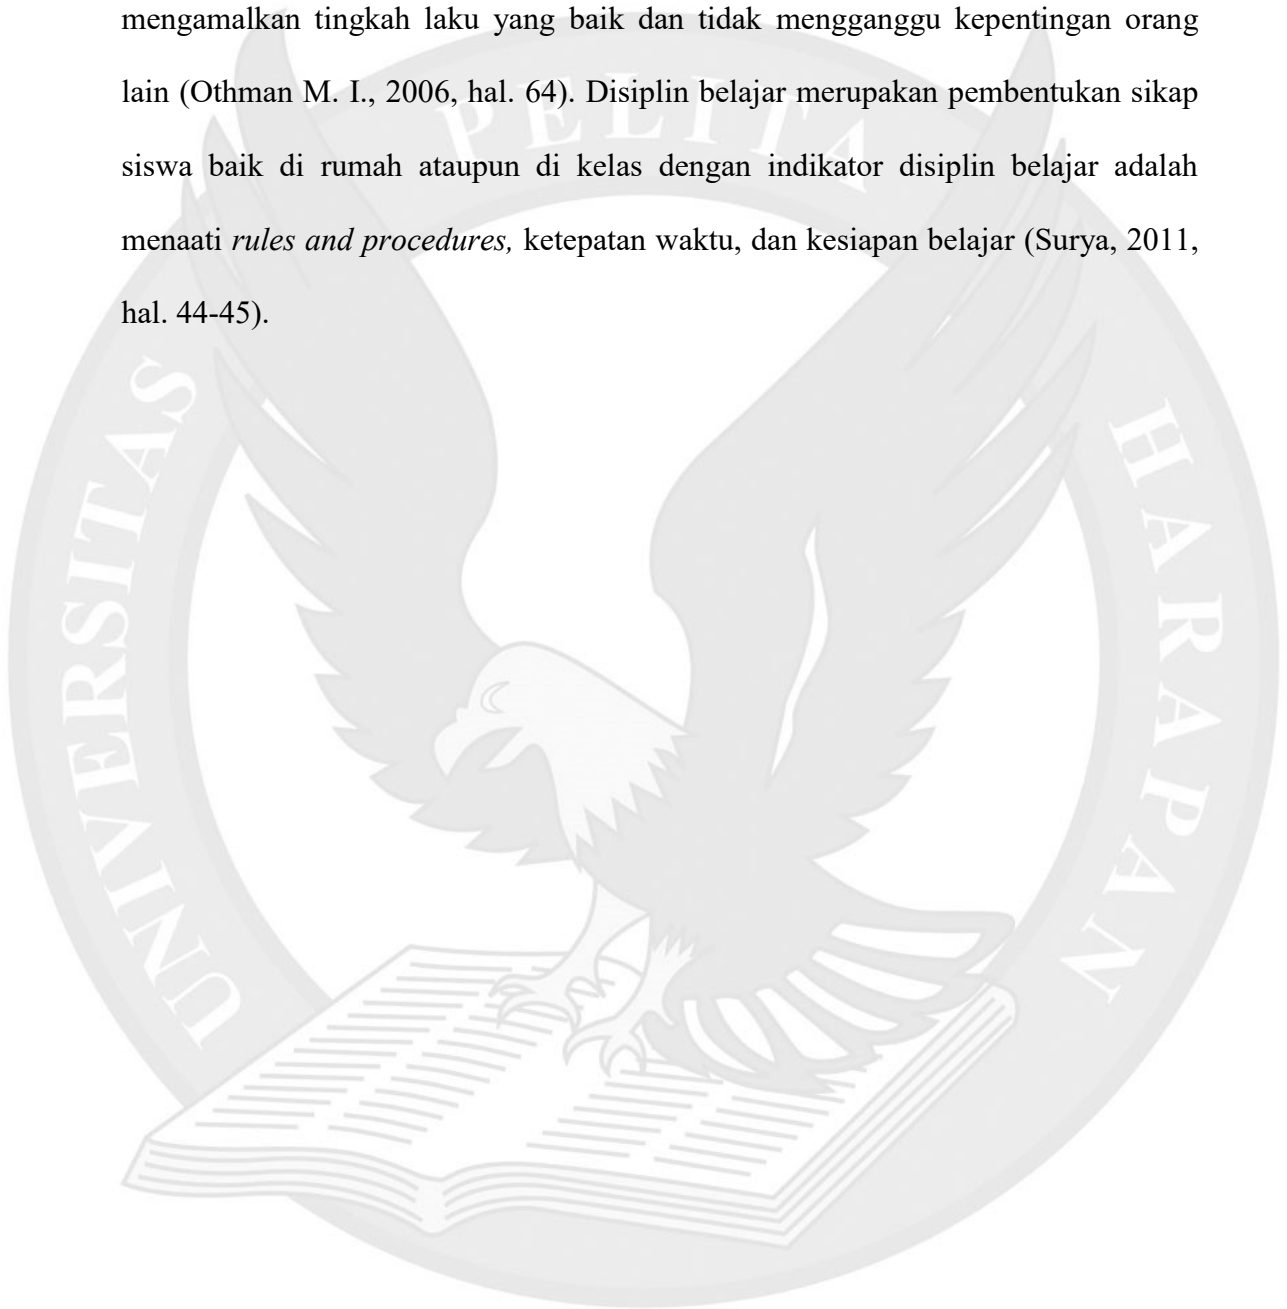 mengamalkan tingkah laku yang baik dan tidak mengganggu kepentingan orang
lain (Othman M. I., 2006, hal. 64). Disiplin belajar merupakan pembentukan sikap
siswa baik di rumah ataupun di kelas dengan indikator disiplin belajar adalah
menaati rules and procedures, ketepatan waktu, dan kesiapan belajar (Surya, 2011,
hal. 44-45).
UNIVERSITAS
PELITA
HARAPAN